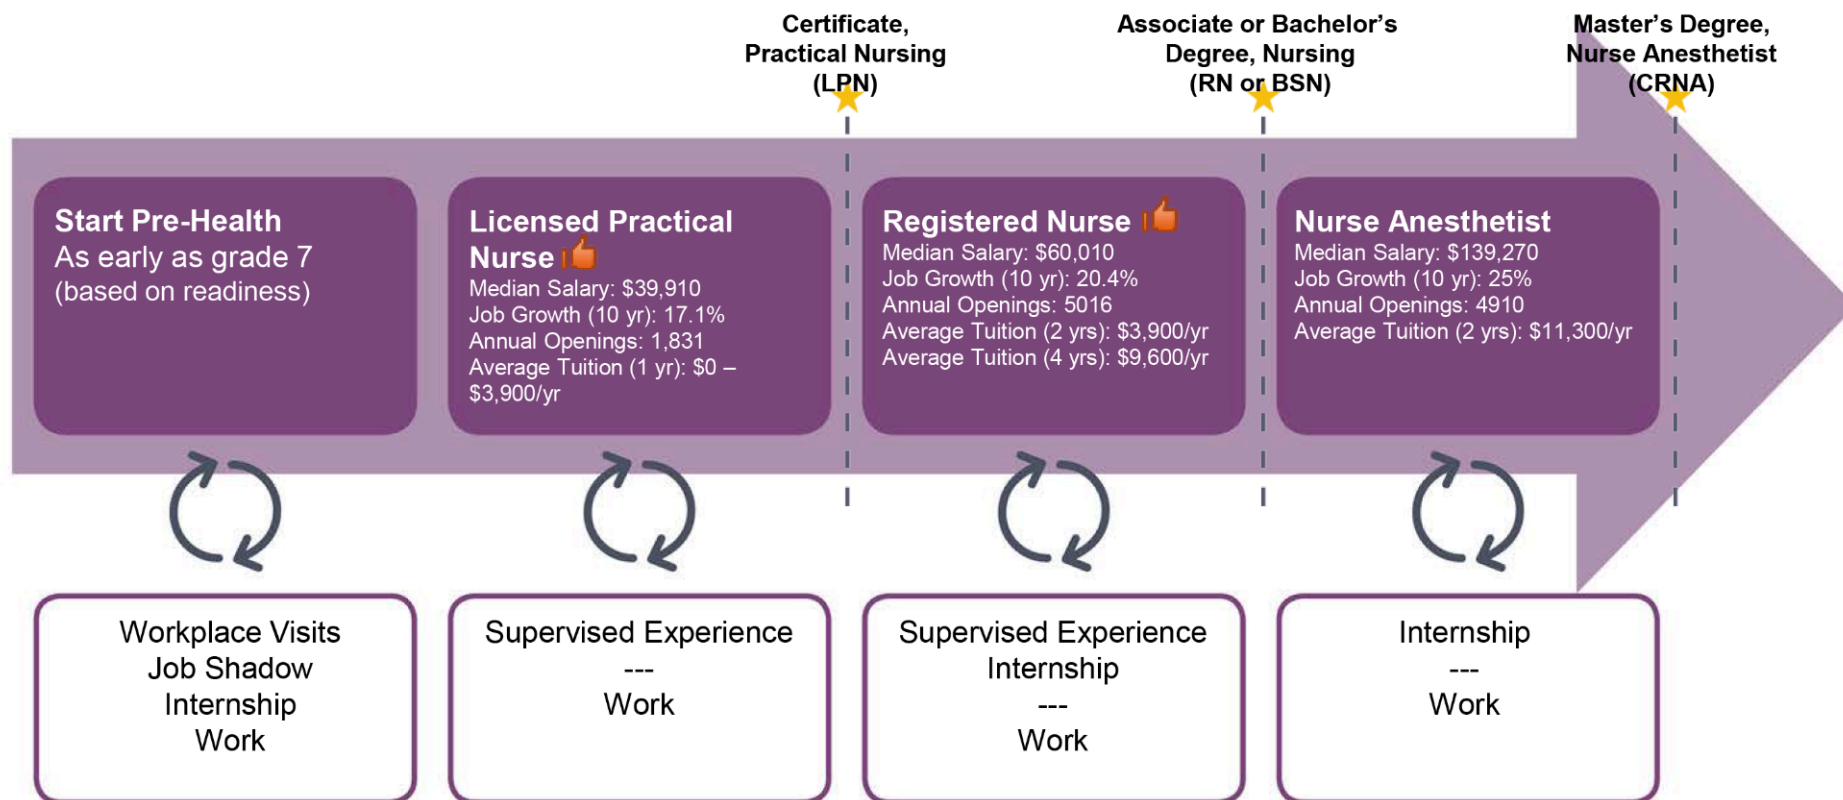 Certificate,
Practical Nursing
(LPN)
Associate or Bachelor’s
Degree, Nursing
(RN or BSN)
Master’s Degree,
Nurse Anesthetist
(CRNA)
Start Pre-Health
As early as grade 7
(based on readiness)
Licensed Practical
Nurse
Median Salary: $39,910
Job Growth (10 yr): 17.1%
Annual Openings: 1,831
Average Tuition (1 yr): $0 –
$3,900/yr
Registered Nurse
Median Salary: $60,010
Job Growth (10 yr): 20.4%
Annual Openings: 5016
Average Tuition (2 yrs): $3,900/yr
Average Tuition (4 yrs): $9,600/yr
Nurse Anesthetist
Median Salary: $139,270
Job Growth (10 yr): 25%
Annual Openings: 4910
Average Tuition (2 yrs): $11,300/yr
Workplace Visits
Job Shadow
Internship
Work
Supervised Experience
---
Work
Supervised Experience
Internship
---
Work
Internship
---
Work